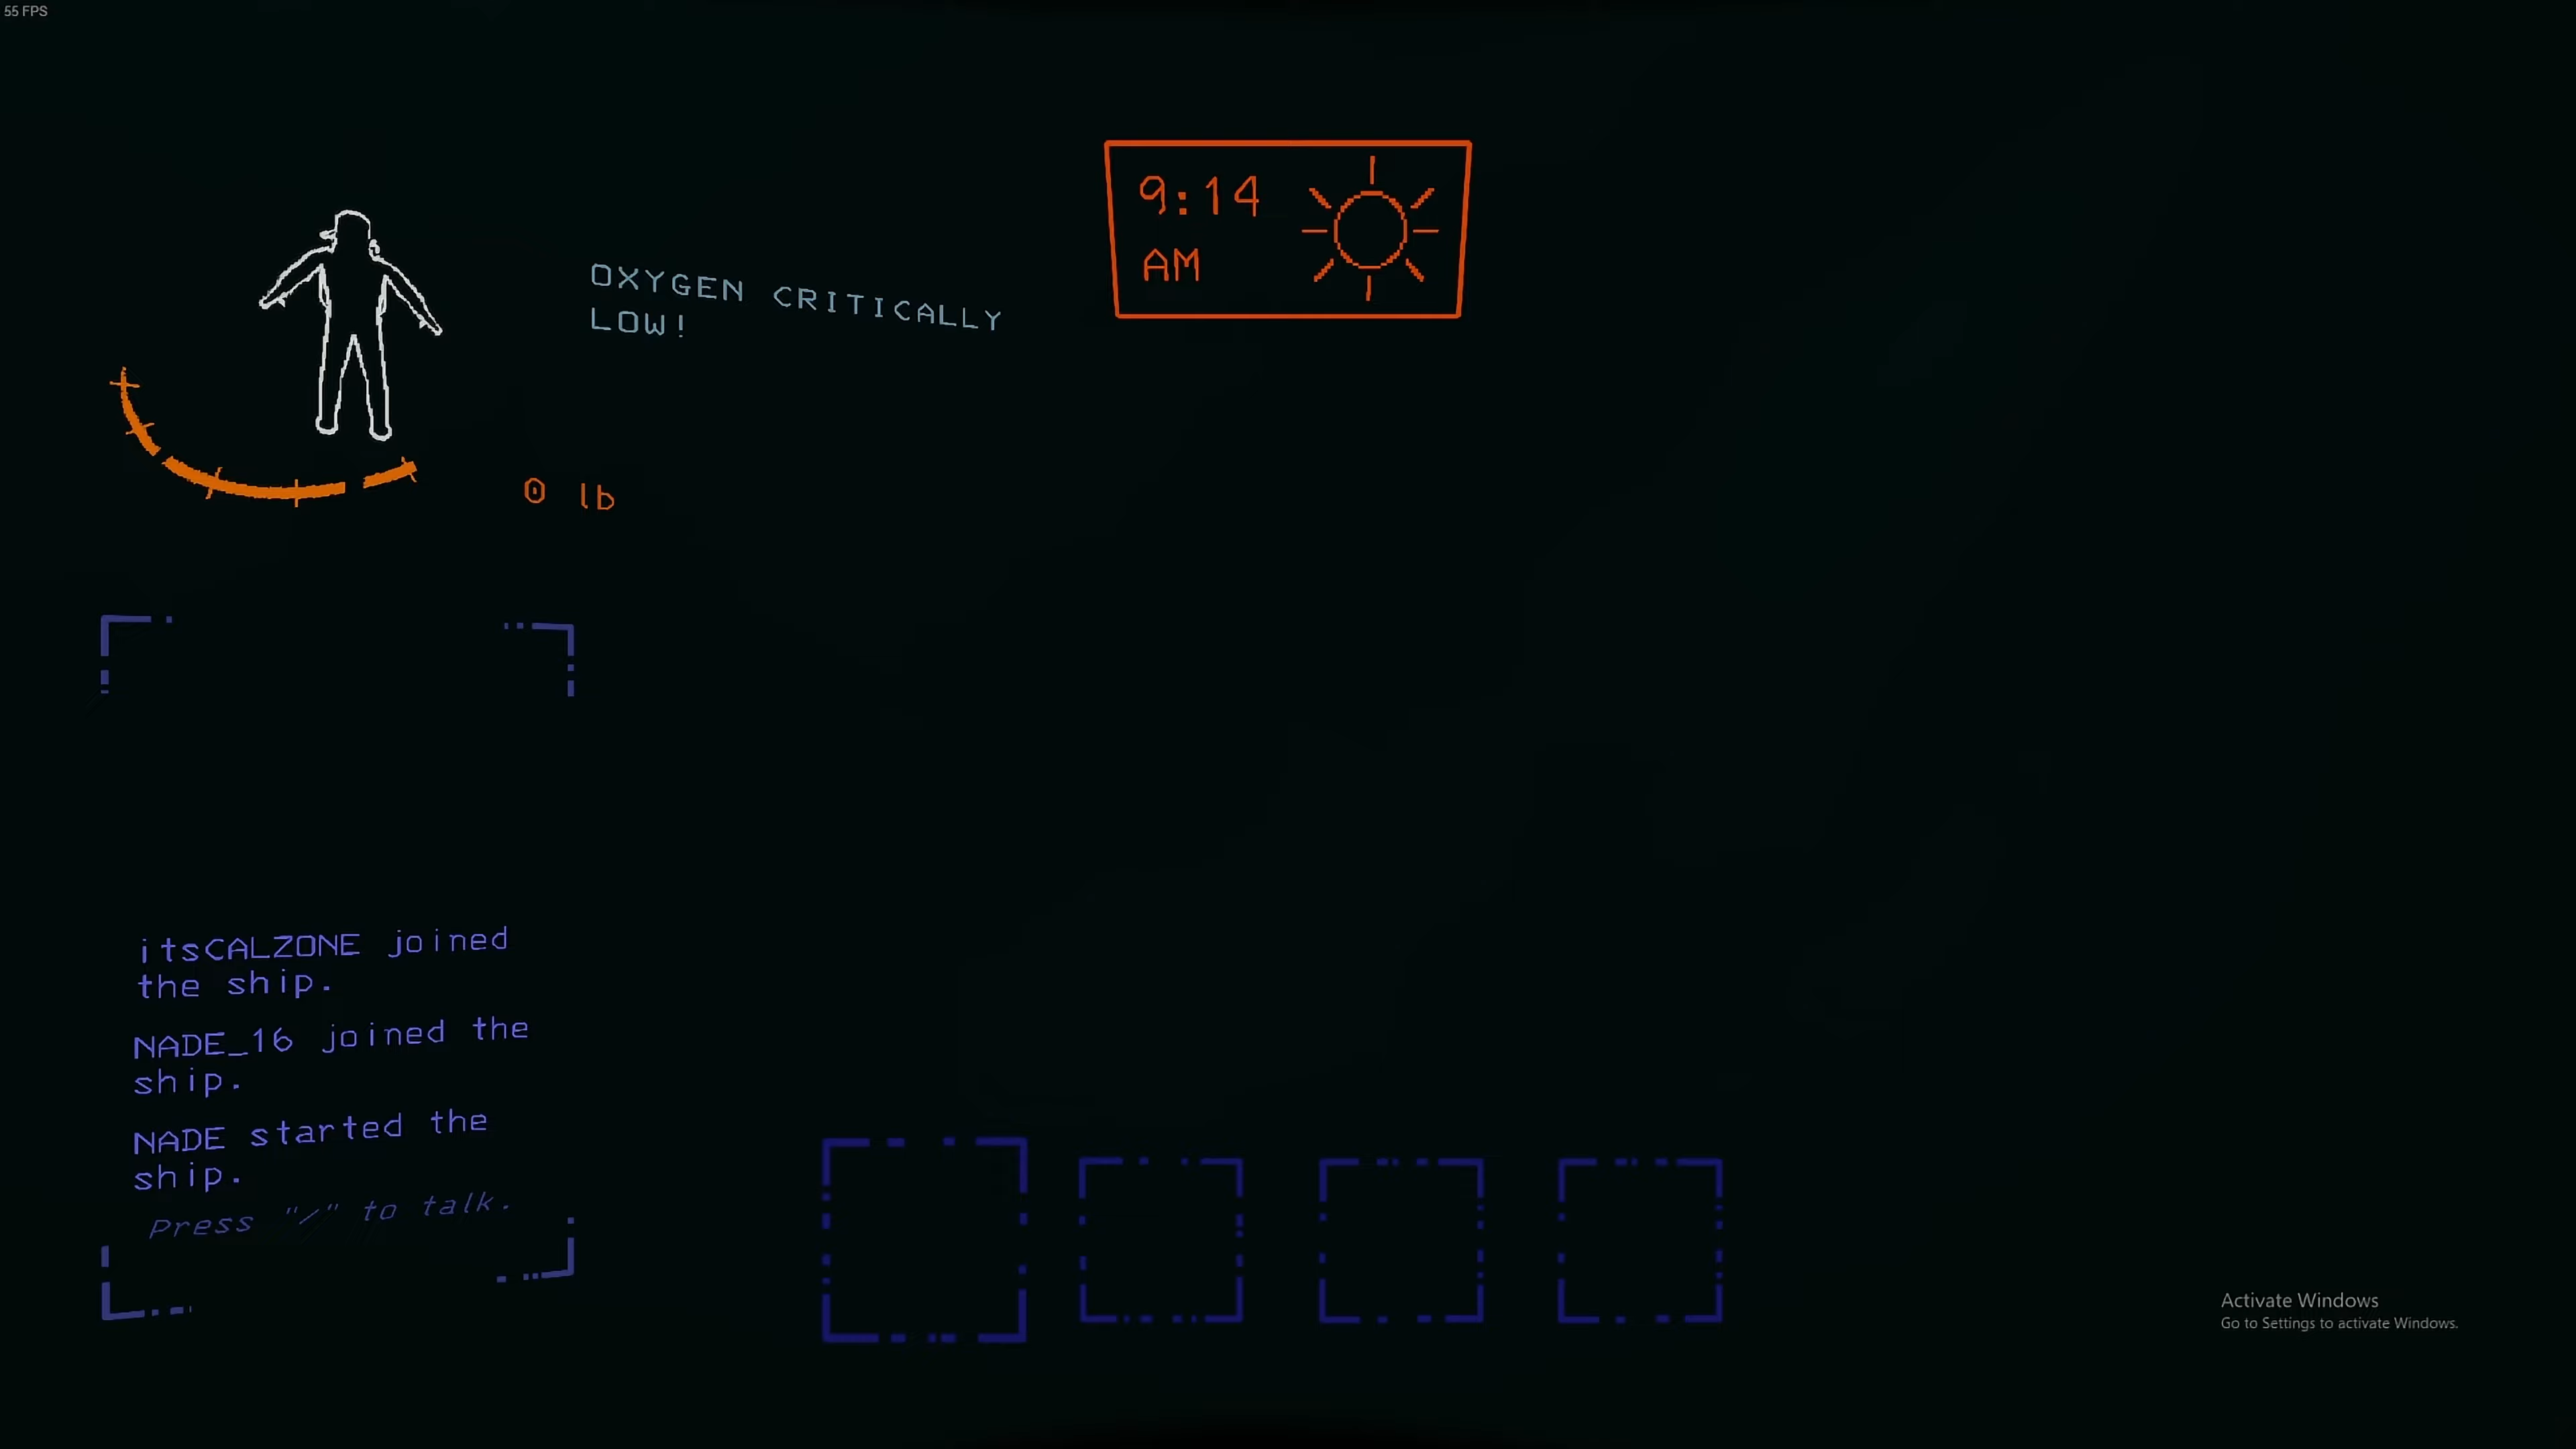 55 FPS
9:14
AM
OXYGEN CRITICALLY
LOW!
0 lb
itsCALZONE joined
the ship.
NADE_16 joined the
ship.
NADE started the
ship.
Press "/" to talk.
Activate Windows
Go to Settings to activate Windows.